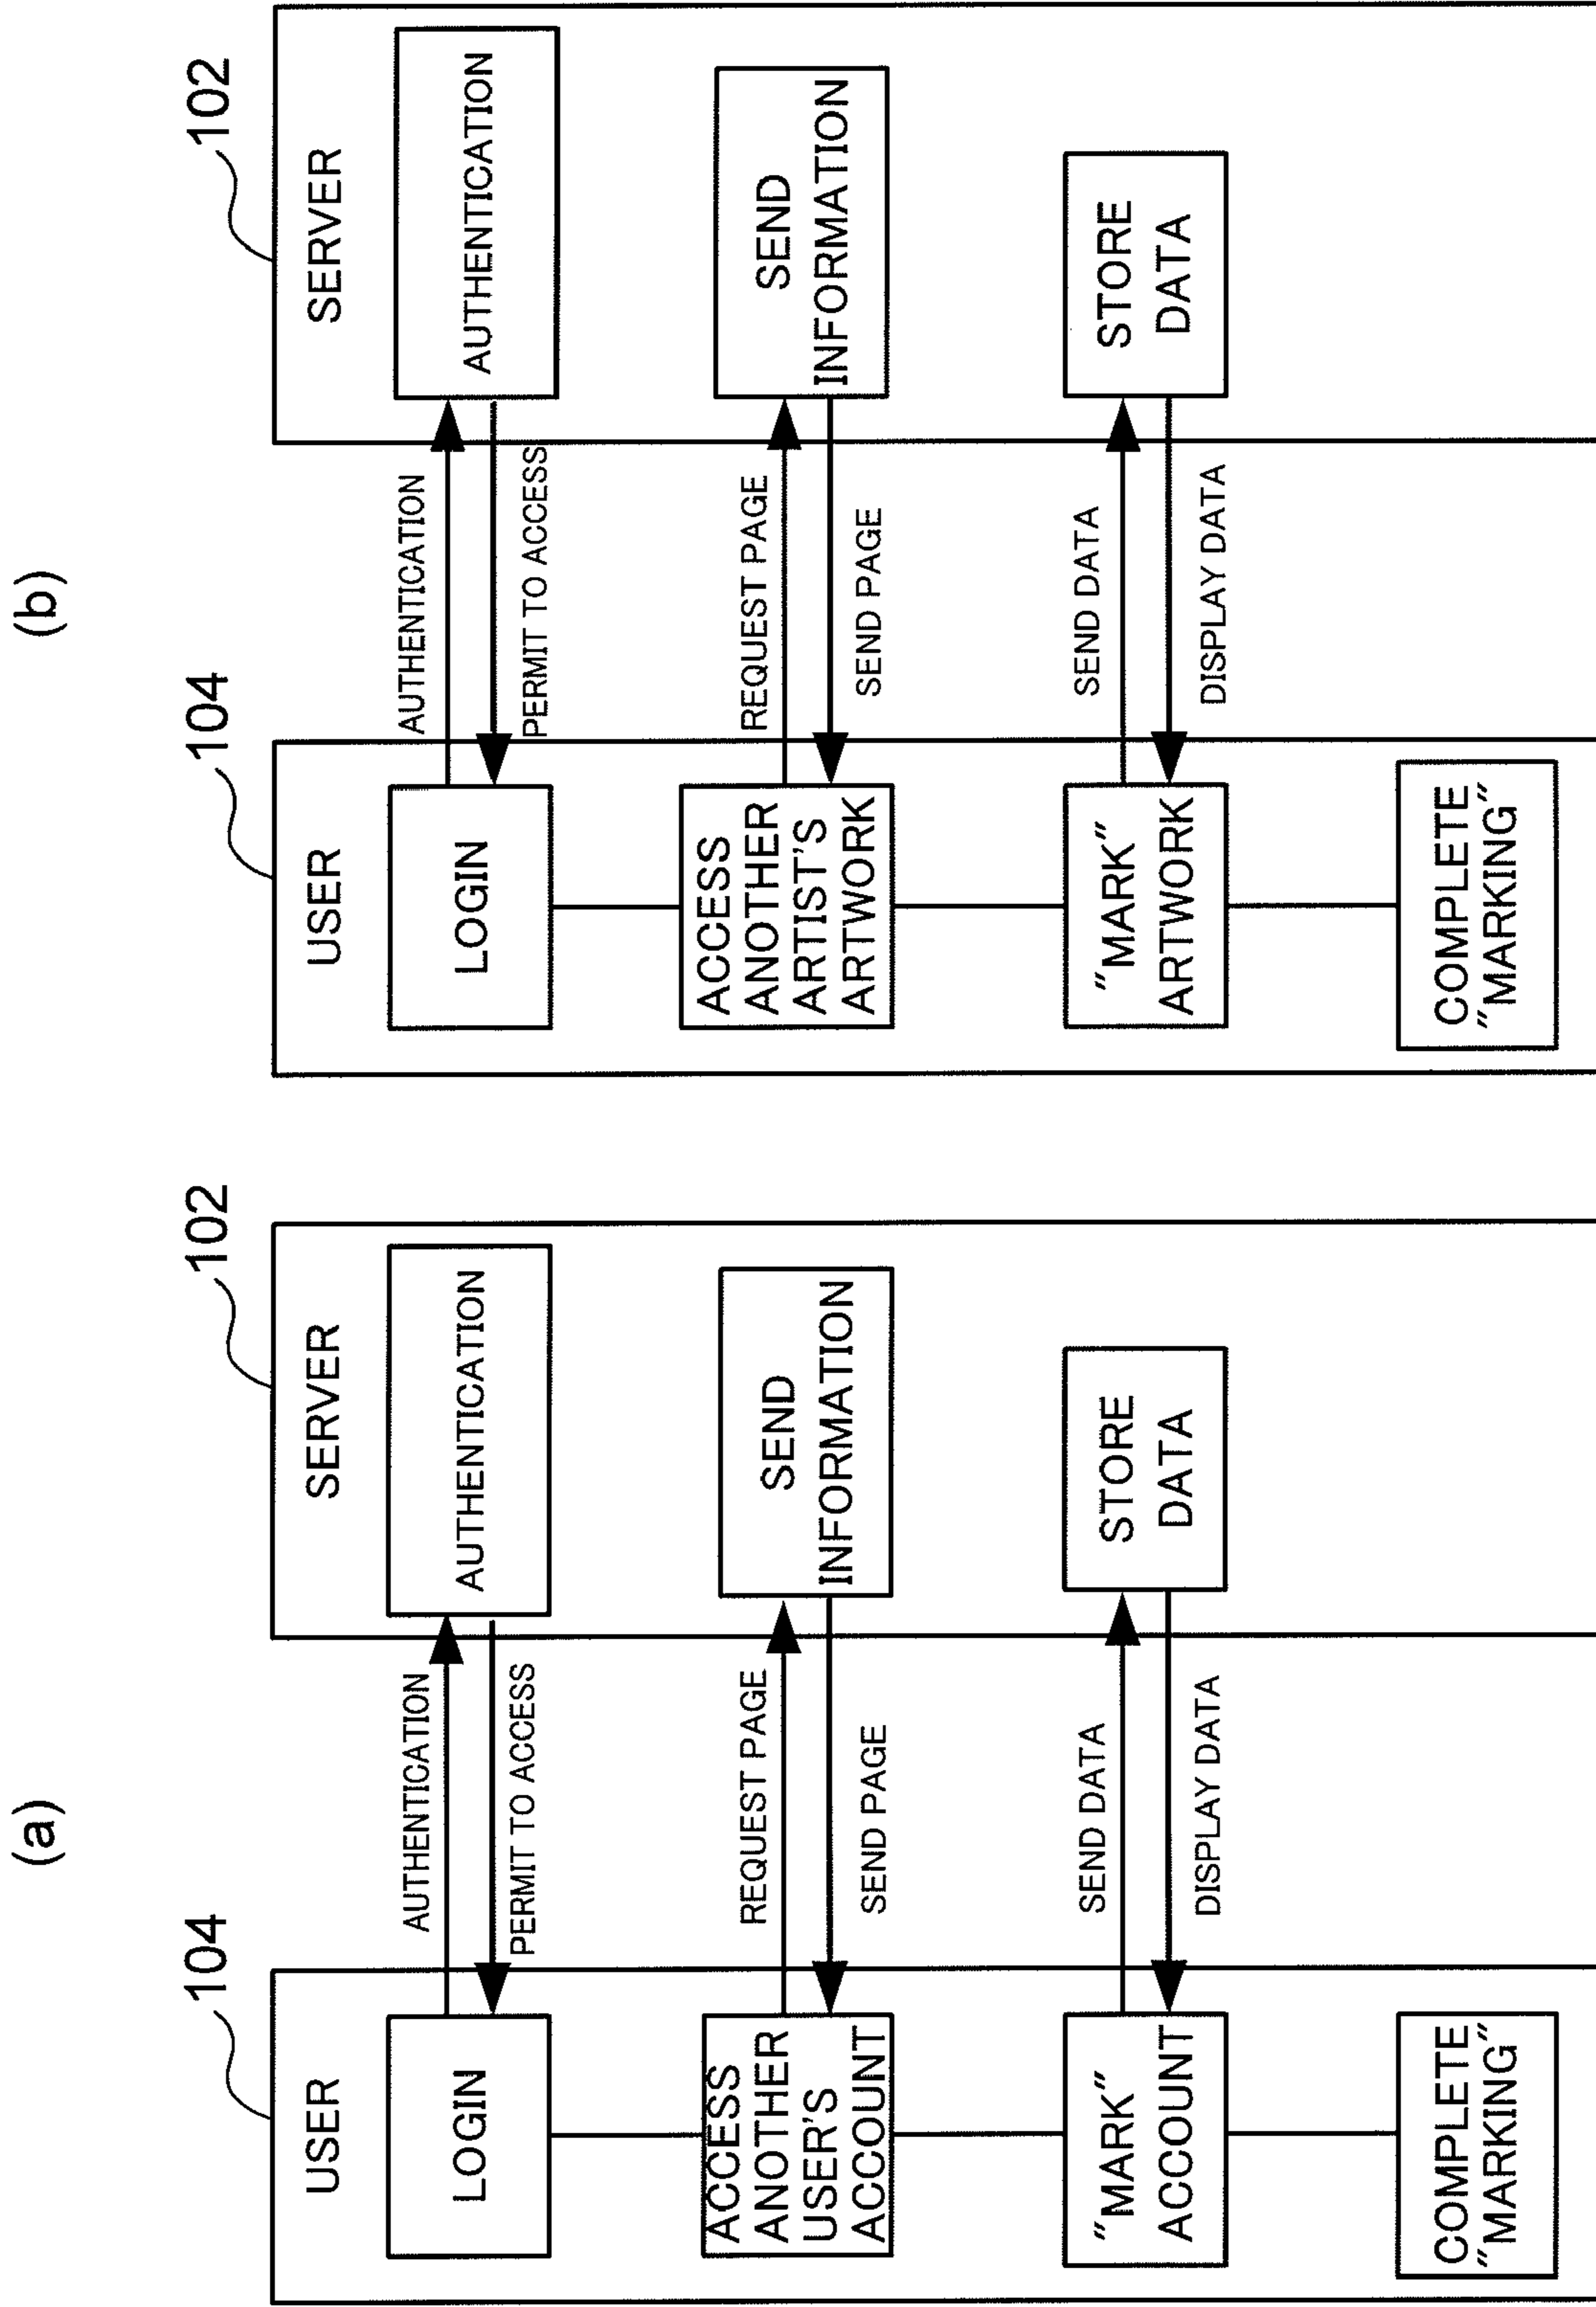 (a)
104
102
USER
SERVER
LOGIN
AUTHENTICATION
PERMIT TO ACCESS
AUTHENTICATION
ACCESS
ANOTHER
USER'S
ACCOUNT
REQUEST PAGE
SEND PAGE
SEND
INFORMATION
"MARK"
ACCOUNT
SEND DATA
DISPLAY DATA
STORE
DATA
COMPLETE
"MARKING"
(b)
104
102
USER
SERVER
LOGIN
AUTHENTICATION
PERMIT TO ACCESS
AUTHENTICATION
ACCESS
ANOTHER
ARTIST'S
ARTWORK
REQUEST PAGE
SEND PAGE
SEND
INFORMATION
"MARK"
ARTWORK
SEND DATA
DISPLAY DATA
STORE
DATA
COMPLETE
"MARKING"